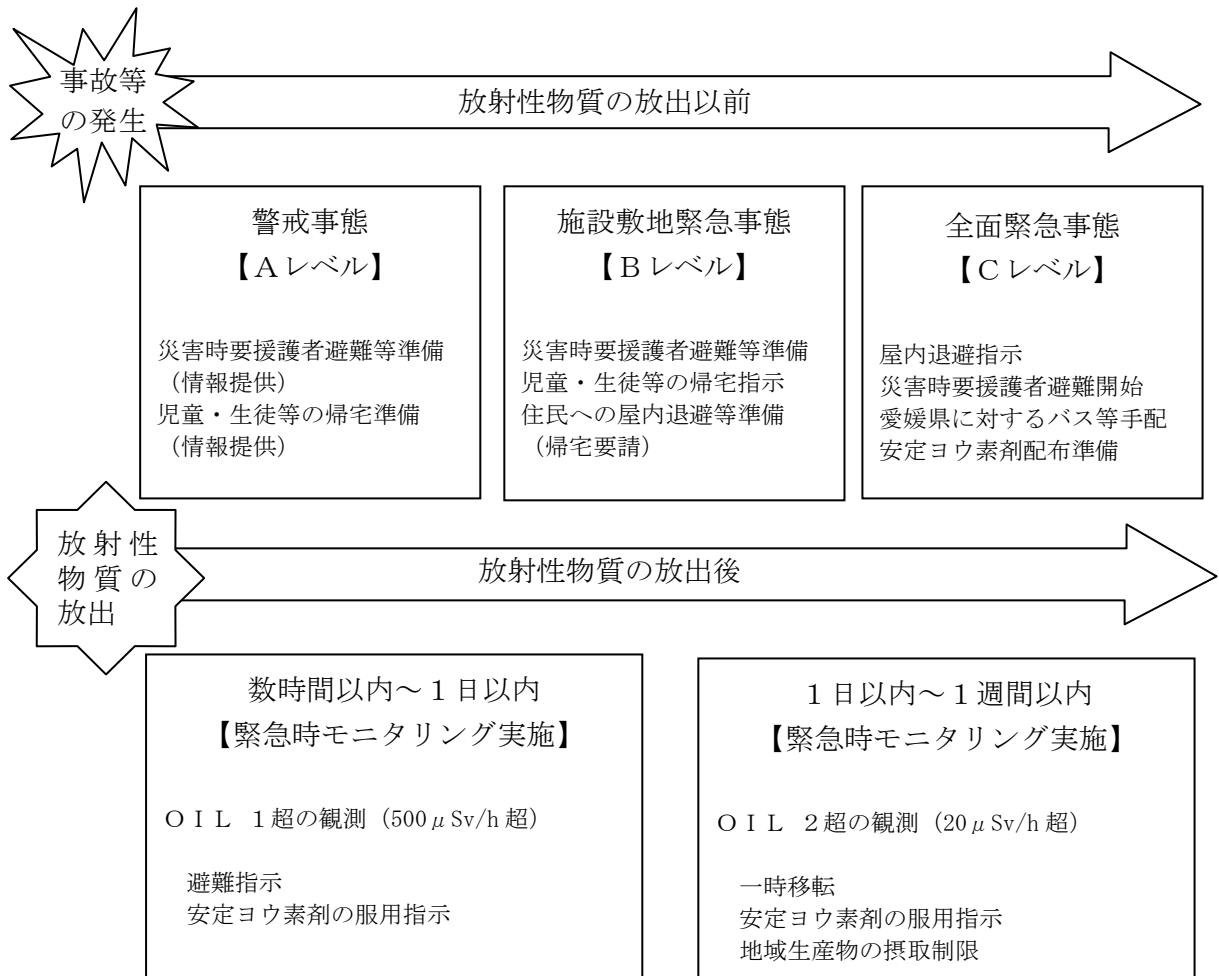 事故等
の発生
放射性物質の放出以前
警戒事態
【Ａレベル】
災害時要援護者避難等準備
（情報提供）
児童・生徒等の帰宅準備
（情報提供）
施設敷地緊急事態
【Ｂレベル】
災害時要援護者避難等準備
児童・生徒等の帰宅指示
住民への屋内退避等準備
（帰宅要請）
全面緊急事態
【Ｃレベル】
屋内退避指示
災害時要援護者避難開始
愛媛県に対するバス等手配
安定ヨウ素剤配布準備
放射性
物質の
放出
放射性物質の放出後
数時間以内～１日以内
【緊急時モニタリング実施】
ＯＩＬ １超の観測（500μSv/h 超）
避難指示
安定ヨウ素剤の服用指示
１日以内～１週間以内
【緊急時モニタリング実施】
ＯＩＬ ２超の観測（20μSv/h 超）
一時移転
安定ヨウ素剤の服用指示
地域生産物の摂取制限